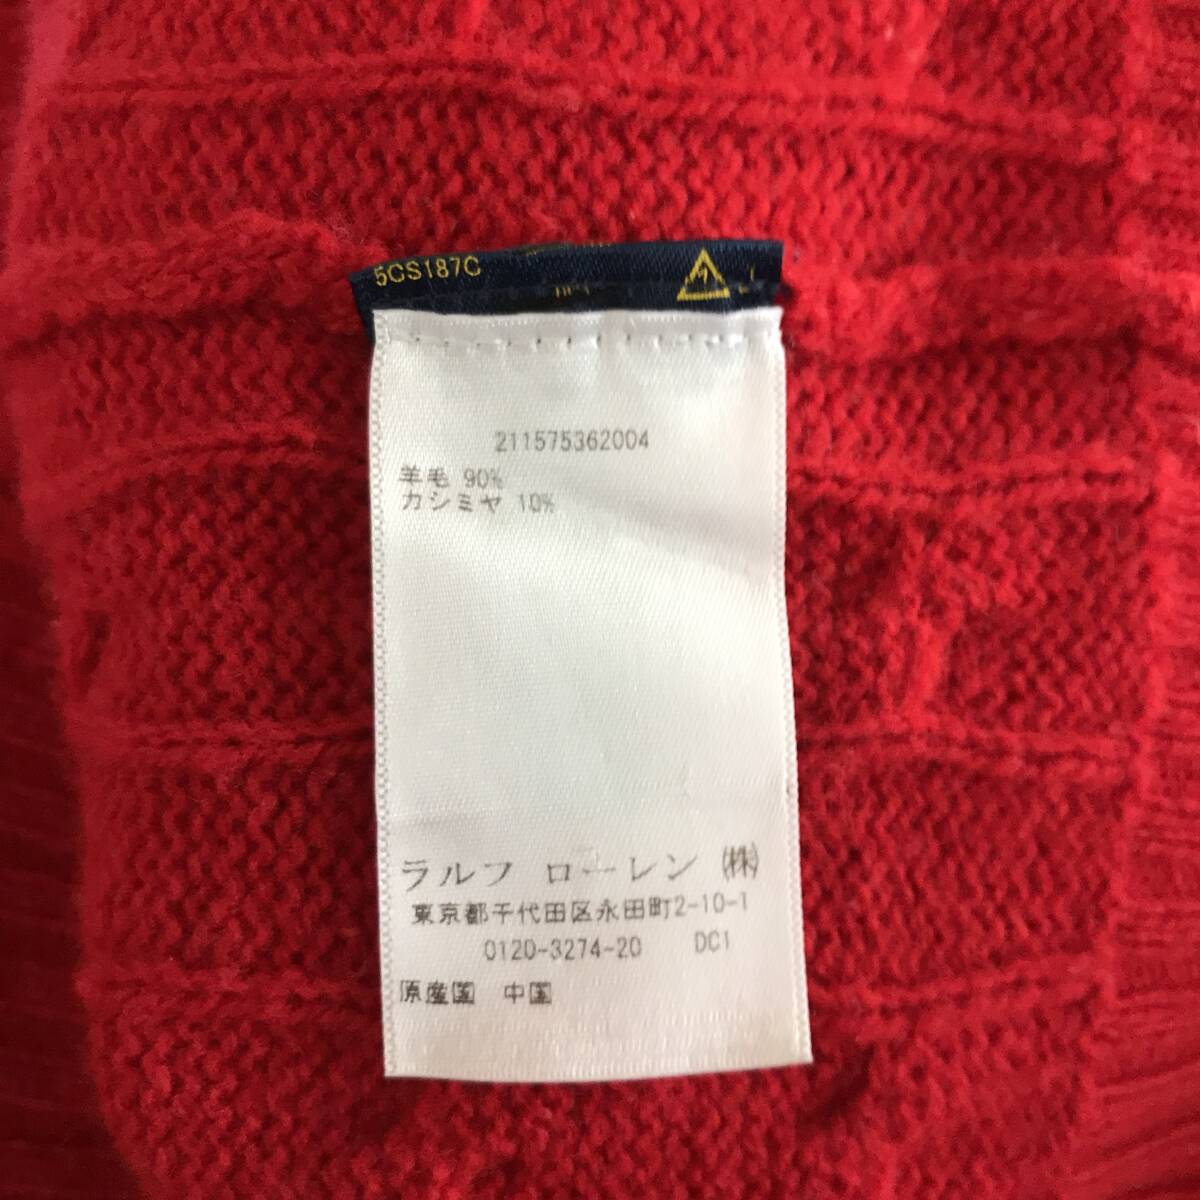 5CS187C
211575362004
羊毛 90%
カシミヤ 10%
ラルフ ローレン ㈱
東京都千代田区永田町2-10-1
0120-3274-20 DC1
原産国 中国